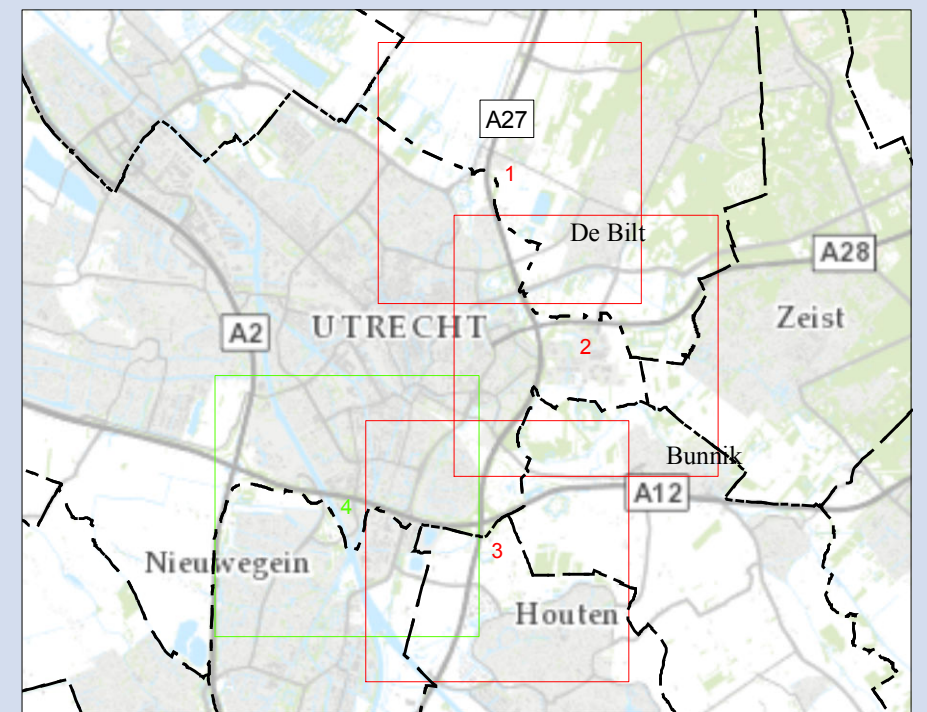 A27
1
De Bilt
A28
Zeist
UTRECHT
A2
2
Bunnik
A12
4
3
Nieuwegein
Houten